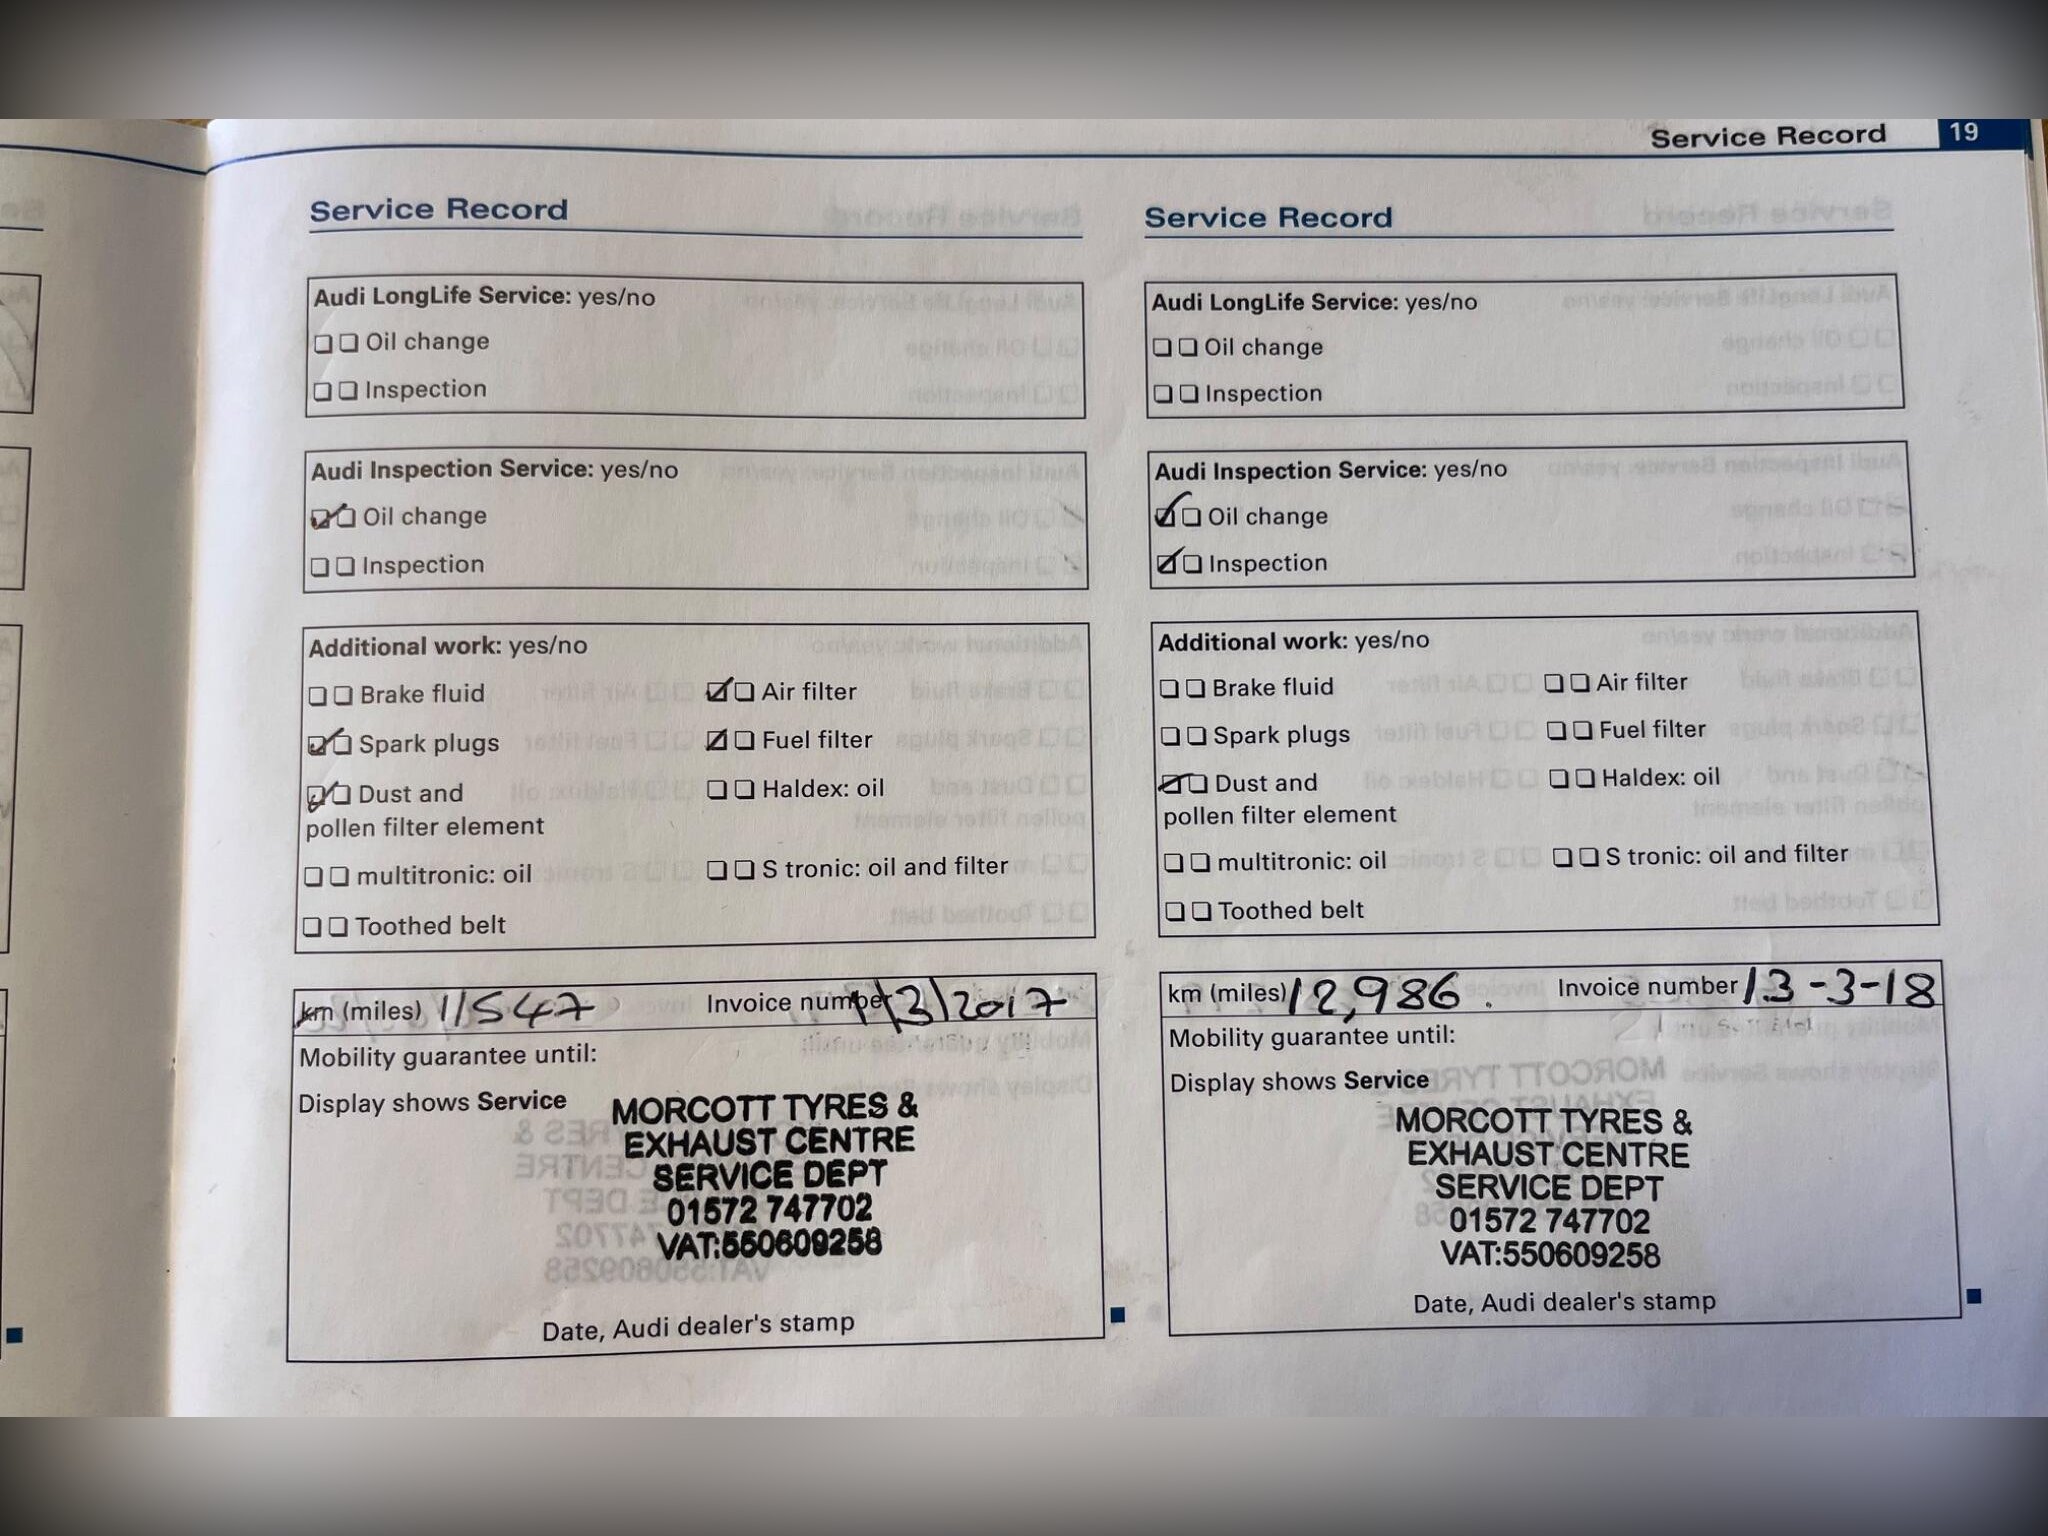 Service Record 19
Service Record
Audi LongLife Service: yes/no
Oil change
Inspection
Audi Inspection Service: yes/no
Oil change
Inspection
Additional work: yes/no
Brake fluid
Air filter
Spark plugs
Fuel filter
Dust and
pollen filter element
Haldex: oil
multitronic: oil
S tronic: oil and filter
Toothed belt
km (miles) 11547 Invoice number 1/3/2017
Mobility guarantee until:
Display shows Service
MORCOTT TYRES &
EXHAUST CENTRE
SERVICE DEPT
01572 747702
VAT:550609258
Date, Audi dealer's stamp
Service Record
Audi LongLife Service: yes/no
Oil change
Inspection
Audi Inspection Service: yes/no
Oil change
Inspection
Additional work: yes/no
Brake fluid
Air filter
Spark plugs
Fuel filter
Dust and
pollen filter element
Haldex: oil
multitronic: oil
S tronic: oil and filter
Toothed belt
km (miles) 12,986. Invoice number 13-3-18
Mobility guarantee until:
Display shows Service
MORCOTT TYRES &
EXHAUST CENTRE
SERVICE DEPT
01572 747702
VAT:550609258
Date, Audi dealer's stamp